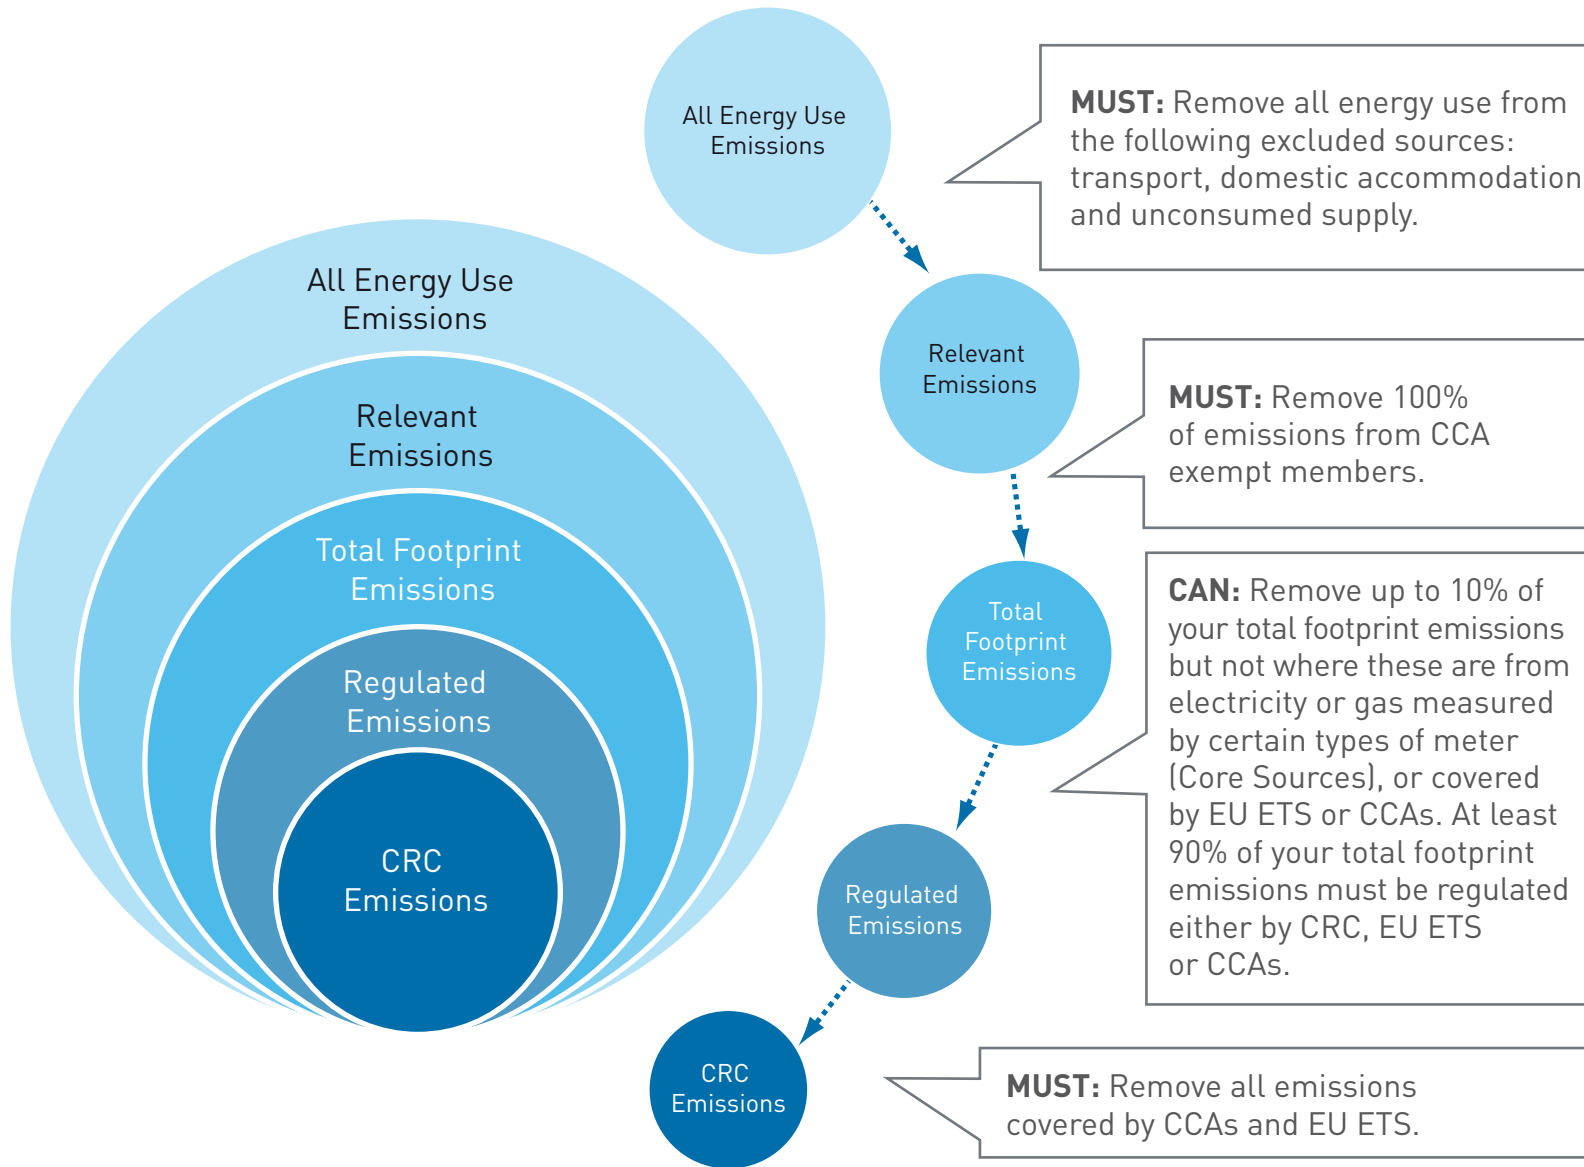 All Energy Use
Emissions
Relevant
Emissions
Total Footprint
Emissions
Regulated
Emissions
CRC
Emissions
All Energy Use
Emissions
MUST: Remove all energy use from
the following excluded sources:
transport, domestic accommodation
and unconsumed supply.
Relevant
Emissions
MUST: Remove 100%
of emissions from CCA
exempt members.
Total
Footprint
Emissions
CAN: Remove up to 10% of
your total footprint emissions
but not where these are from
electricity or gas measured
by certain types of meter
(Core Sources), or covered
by EU ETS or CCAs. At least
90% of your total footprint
emissions must be regulated
either by CRC, EU ETS
or CCAs.
Regulated
Emissions
CRC
Emissions
MUST: Remove all emissions
covered by CCAs and EU ETS.